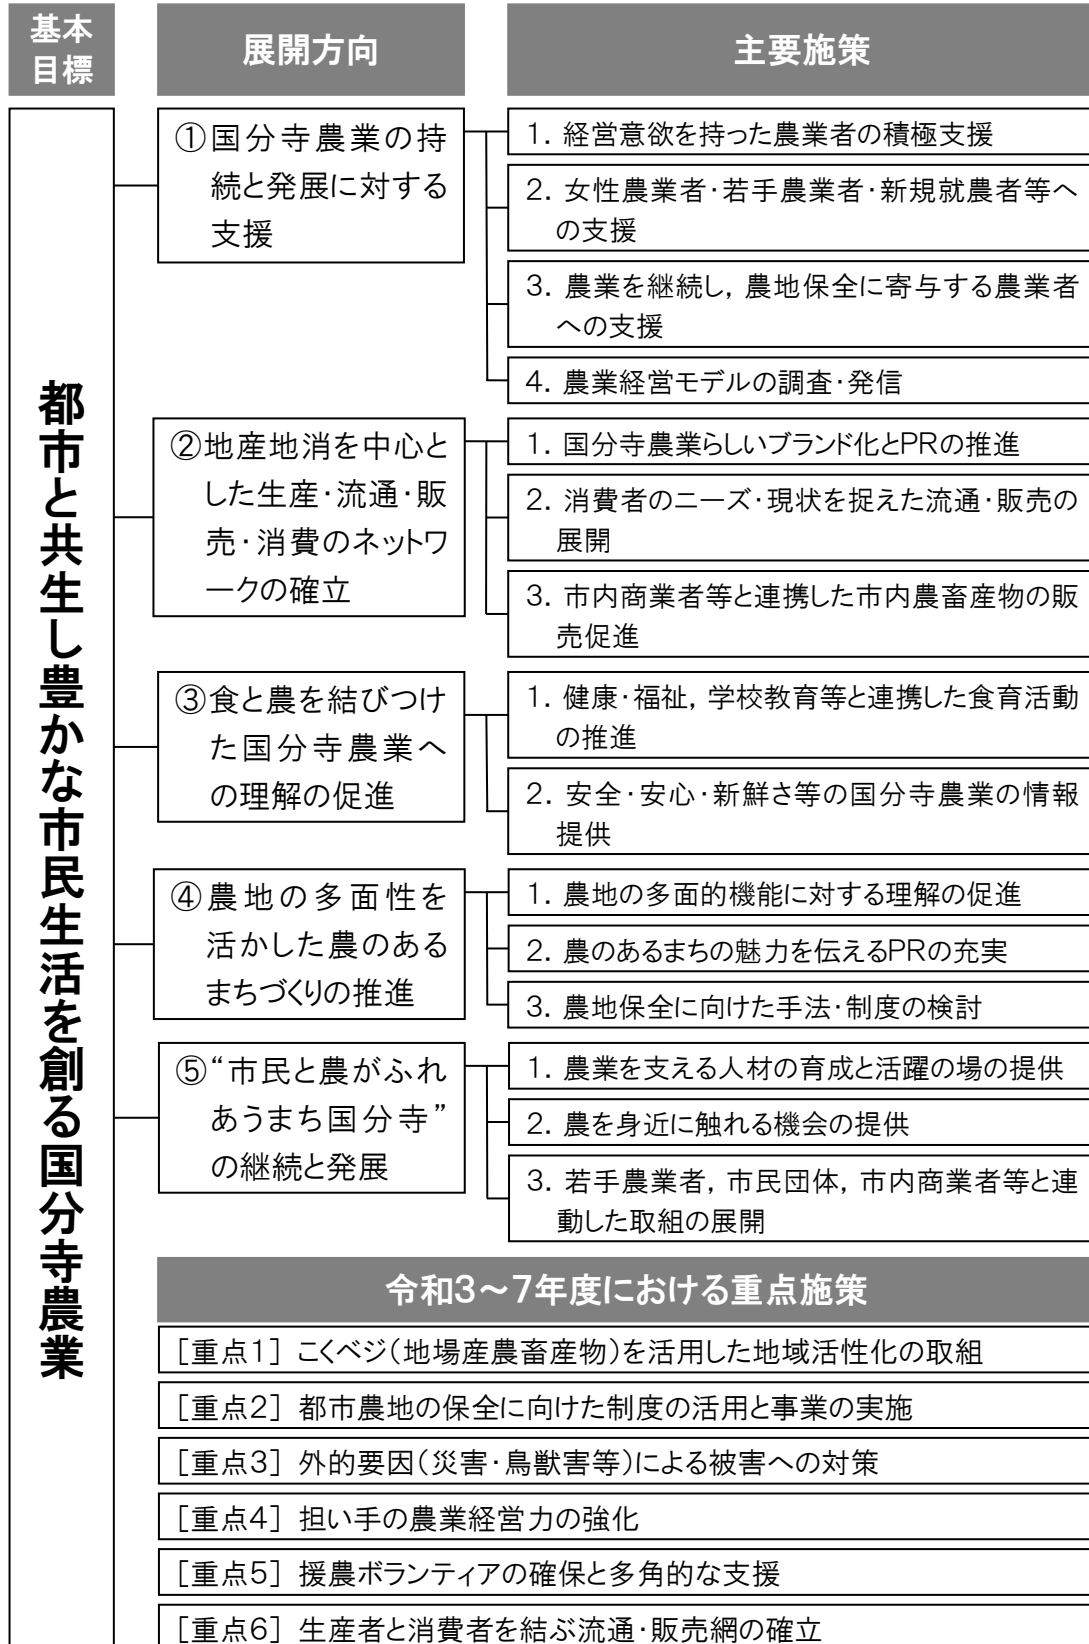 基本
目標
展開方向
主要施策
都市と共生し豊かな市民生活を創る国分寺農業
①国分寺農業の持
続と発展に対する
支援
1．経営意欲を持った農業者の積極支援
2．女性農業者・若手農業者・新規就農者等へ
の支援
3．農業を継続し，農地保全に寄与する農業者
への支援
4．農業経営モデルの調査・発信
②地産地消を中心と
した生産・流通・販
売・消費のネットワ
ークの確立
1．国分寺農業らしいブランド化とPRの推進
2．消費者のニーズ・現状を捉えた流通・販売の
展開
3．市内商業者等と連携した市内農畜産物の販
売促進
③食と農を結びつけ
た国分寺農業へ
の理解の促進
1．健康・福祉，学校教育等と連携した食育活動
の推進
2．安全・安心・新鮮さ等の国分寺農業の情報
提供
④農地の多面性を
活かした農のある
まちづくりの推進
1．農地の多面的機能に対する理解の促進
2．農のあるまちの魅力を伝えるPRの充実
3．農地保全に向けた手法・制度の検討
⑤“市民と農がふれ
あうまち国分寺”
の継続と発展
1．農業を支える人材の育成と活躍の場の提供
2．農を身近に触れる機会の提供
3．若手農業者，市民団体，市内商業者等と連
動した取組の展開
令和3～7年度における重点施策
［重点1］ こくベジ（地場産農畜産物）を活用した地域活性化の取組
［重点2］ 都市農地の保全に向けた制度の活用と事業の実施
［重点3］ 外的要因（災害・鳥獣害等）による被害への対策
［重点4］ 担い手の農業経営力の強化
［重点5］ 援農ボランティアの確保と多角的な支援
［重点6］ 生産者と消費者を結ぶ流通・販売網の確立